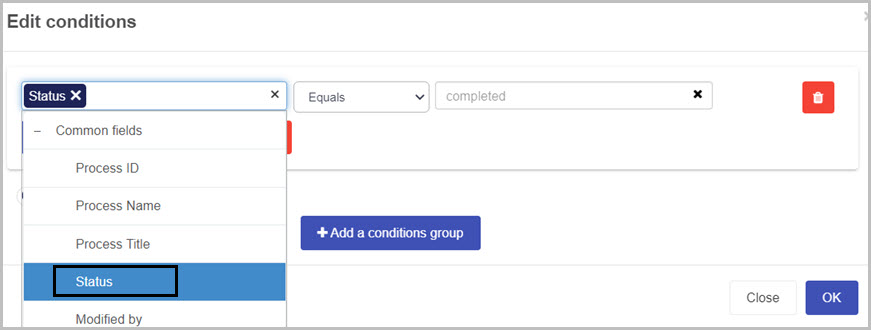 Edit conditions
Status ✕ ×
Equals
completed ✖
– Common fields
Process ID
Process Name
Process Title
Status
Modified by
+ Add a conditions group
Close
OK